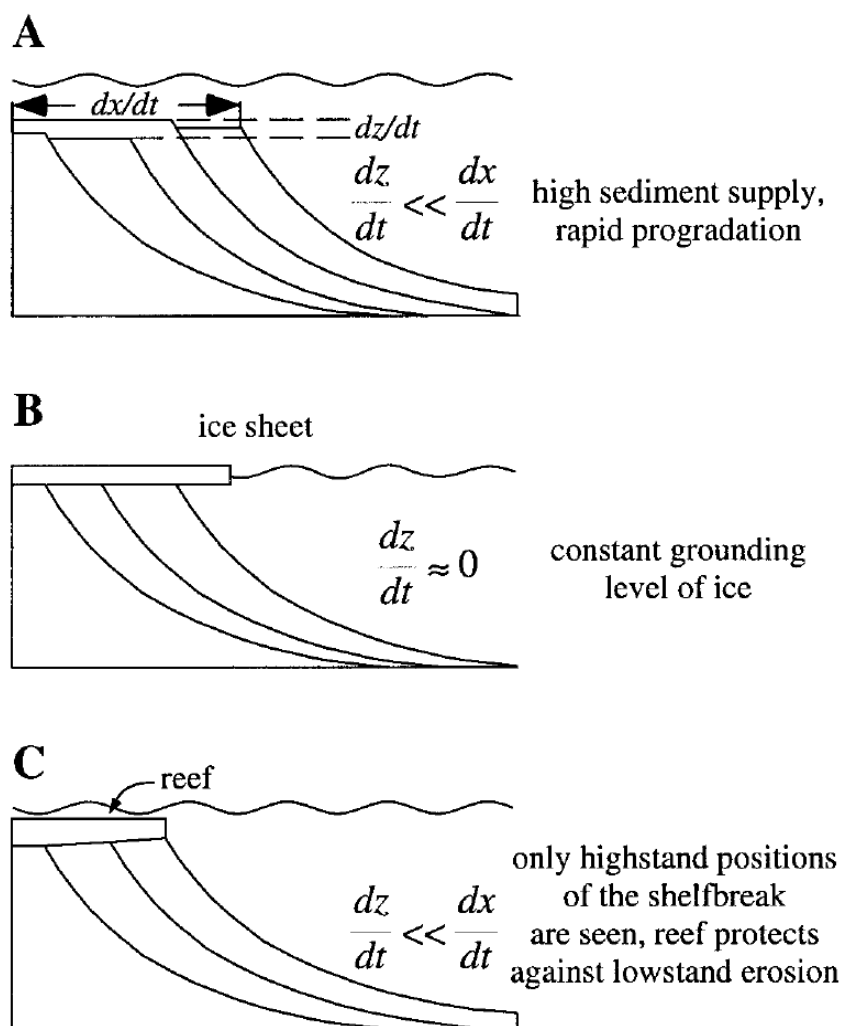 A
dx/dt
dz/dt
dz/dt << dx/dt
high sediment supply,
rapid progradation
B
ice sheet
dz/dt ≈ 0
constant grounding
level of ice
C
reef
dz/dt << dx/dt
only highstand positions
of the shelfbreak
are seen, reef protects
against lowstand erosion